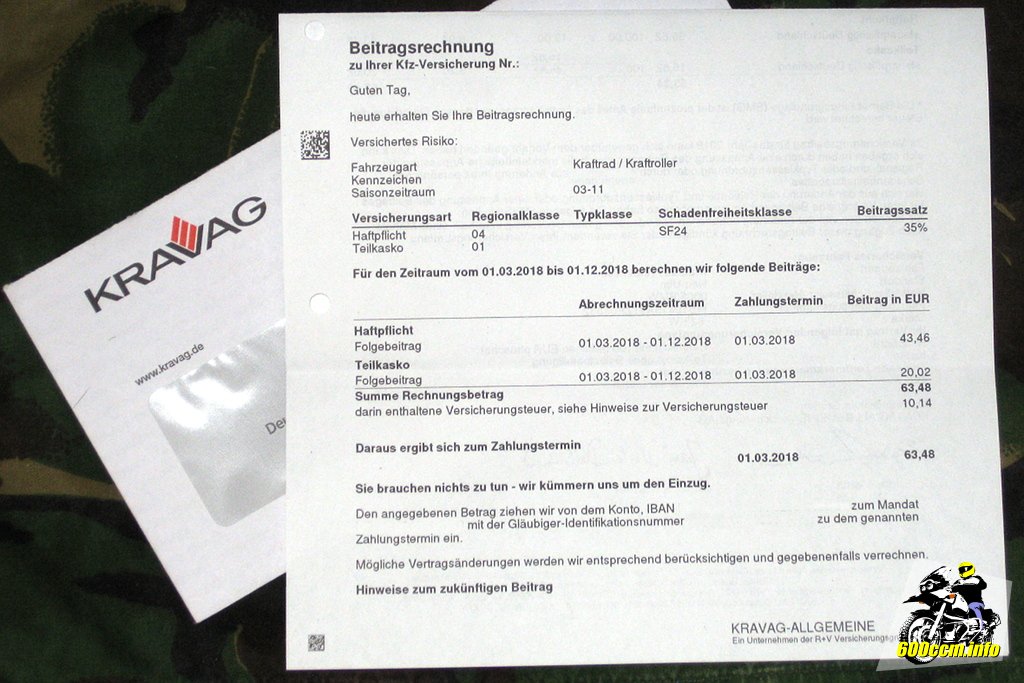 Beitragsrechnung
zu Ihrer Kfz-Versicherung Nr.:
Guten Tag,
heute erhalten Sie Ihre Beitragsrechnung.
Versichertes Risiko:
Fahrzeugart Kraftrad / Kraftroller
Kennzeichen
Saisonzeitraum 03-11
Versicherungsart Regionalklasse Typklasse Schadenfreiheitsklasse Beitragssatz
Haftpflicht 04 SF24 35%
Teilkasko 01
Für den Zeitraum vom 01.03.2018 bis 01.12.2018 berechnen wir folgende Beiträge:
Abrechnungszeitraum Zahlungstermin Beitrag in EUR
Haftpflicht
Folgebeitrag 01.03.2018 - 01.12.2018 01.03.2018 43,46
Teilkasko
Folgebeitrag 01.03.2018 - 01.12.2018 01.03.2018 20,02
Summe Rechnungsbetrag 63,48
darin enthaltene Versicherungsteuer, siehe Hinweise zur Versicherungsteuer 10,14
Daraus ergibt sich zum Zahlungstermin
01.03.2018 63,48
Sie brauchen nichts zu tun - wir kümmern uns um den Einzug.
Den angegebenen Betrag ziehen wir von dem Konto, IBAN zum Mandat
mit der Gläubiger-Identifikationsnummer zu dem genannten
Zahlungstermin ein.
Mögliche Vertragsänderungen werden wir entsprechend berücksichtigen und gegebenenfalls verrechnen.
Hinweise zum zukünftigen Beitrag
KRAVAG-ALLGEMEINE
Ein Unternehmen der R+V
KRAVAG
www.kravag.de
600ccm.info